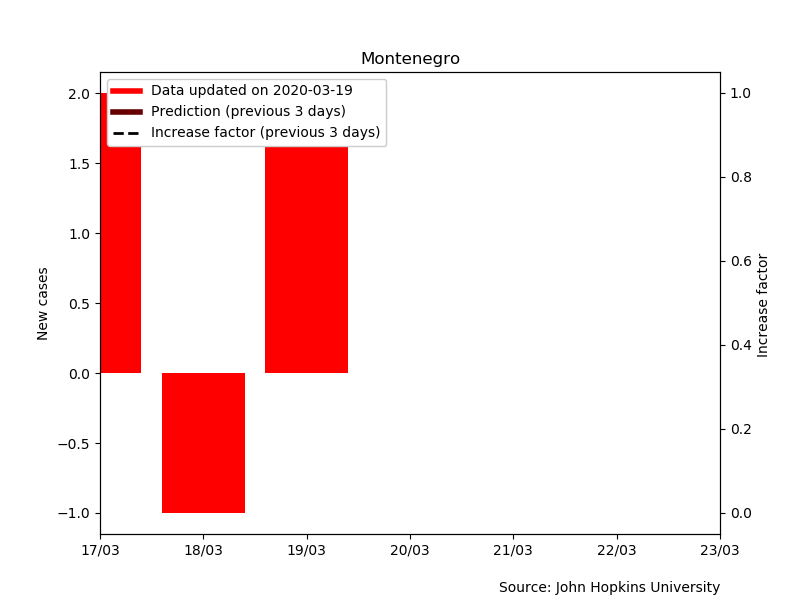 Montenegro
Data updated on 2020-03-19
Prediction (previous 3 days)
Increase factor (previous 3 days)
2.0
1.5
1.0
0.5
0.0
−0.5
−1.0
New cases
1.0
0.8
0.6
0.4
0.2
0.0
Increase factor
17/03 18/03 19/03 20/03 21/03 22/03 23/03
Source: John Hopkins University